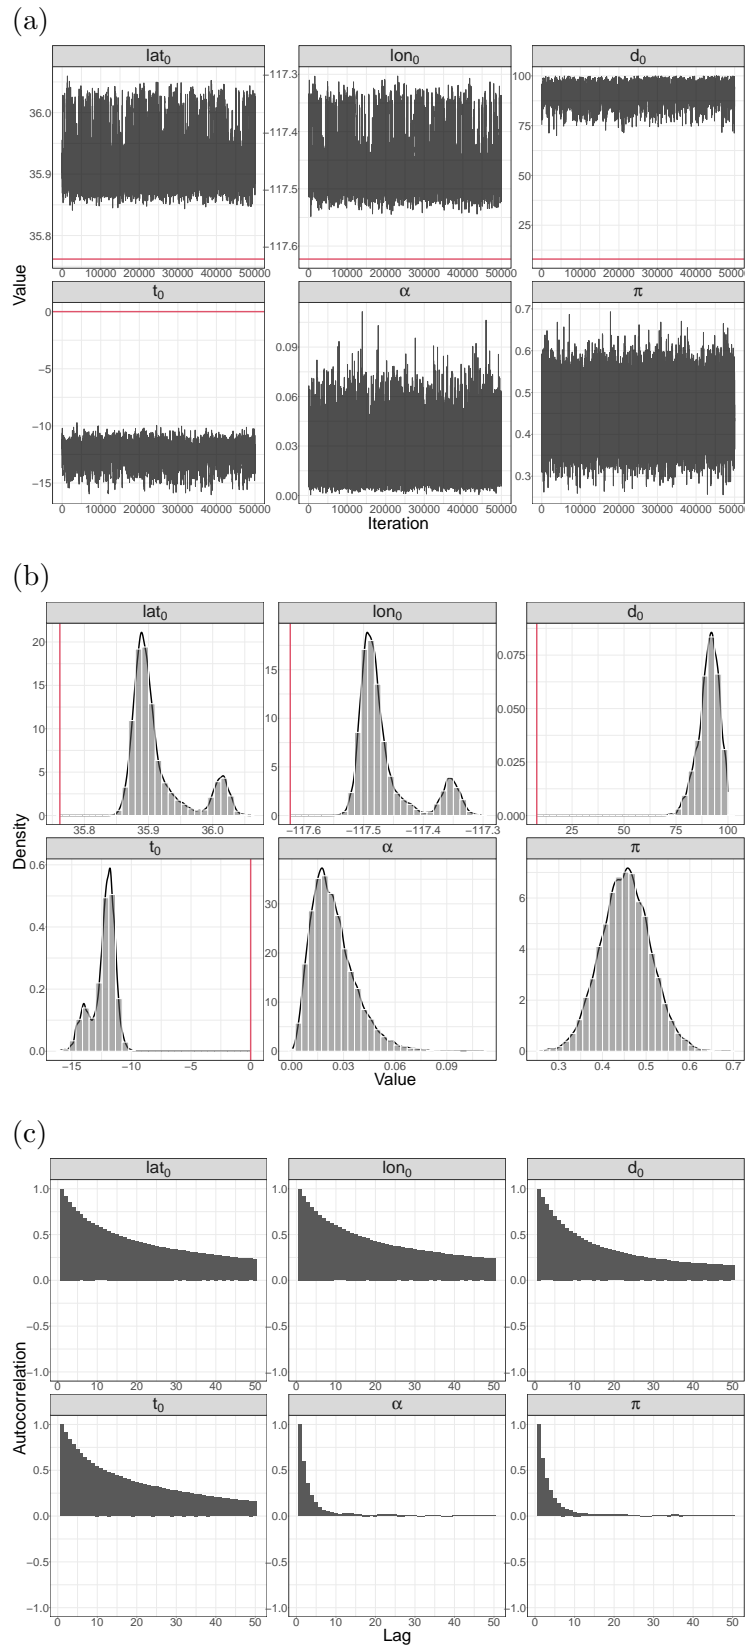 (a)
lat0 lon0 d0
36.0 35.9 35.8
−117.3 −117.4 −117.5 −117.6
100 75 50 25
0 10000 20000 30000 40000 50000 0 10000 20000 30000 40000 50000 0 10000 20000 30000 40000 50000
Value
t0 α π
0 −5 −10 −15
0.09 0.06 0.03 0.00
0.7 0.6 0.5 0.4 0.3
0 10000 20000 30000 40000 50000 0 10000 20000 30000 40000 50000 0 10000 20000 30000 40000 50000
Iteration
(b)
lat0 lon0 d0
20 15 10 5 0
15 10 5 0
0.075 0.050 0.025 0.000
35.8 35.9 36.0 −117.6 −117.5 −117.4 −117.3 25 50 75 100
Density
t0 α π
0.6 0.4 0.2 0.0
30 20 10 0
6 4 2 0
−15 −10 −5 0 0.00 0.03 0.06 0.09 0.3 0.4 0.5 0.6 0.7
Value
(c)
lat0 lon0 d0
1.0 0.5 0.0 −0.5 −1.0
1.0 0.5 0.0 −0.5 −1.0
1.0 0.5 0.0 −0.5 −1.0
0 10 20 30 40 50 0 10 20 30 40 50 0 10 20 30 40 50
Autocorrelation
t0 α π
1.0 0.5 0.0 −0.5 −1.0
1.0 0.5 0.0 −0.5 −1.0
1.0 0.5 0.0 −0.5 −1.0
0 10 20 30 40 50 0 10 20 30 40 50 0 10 20 30 40 50
Lag